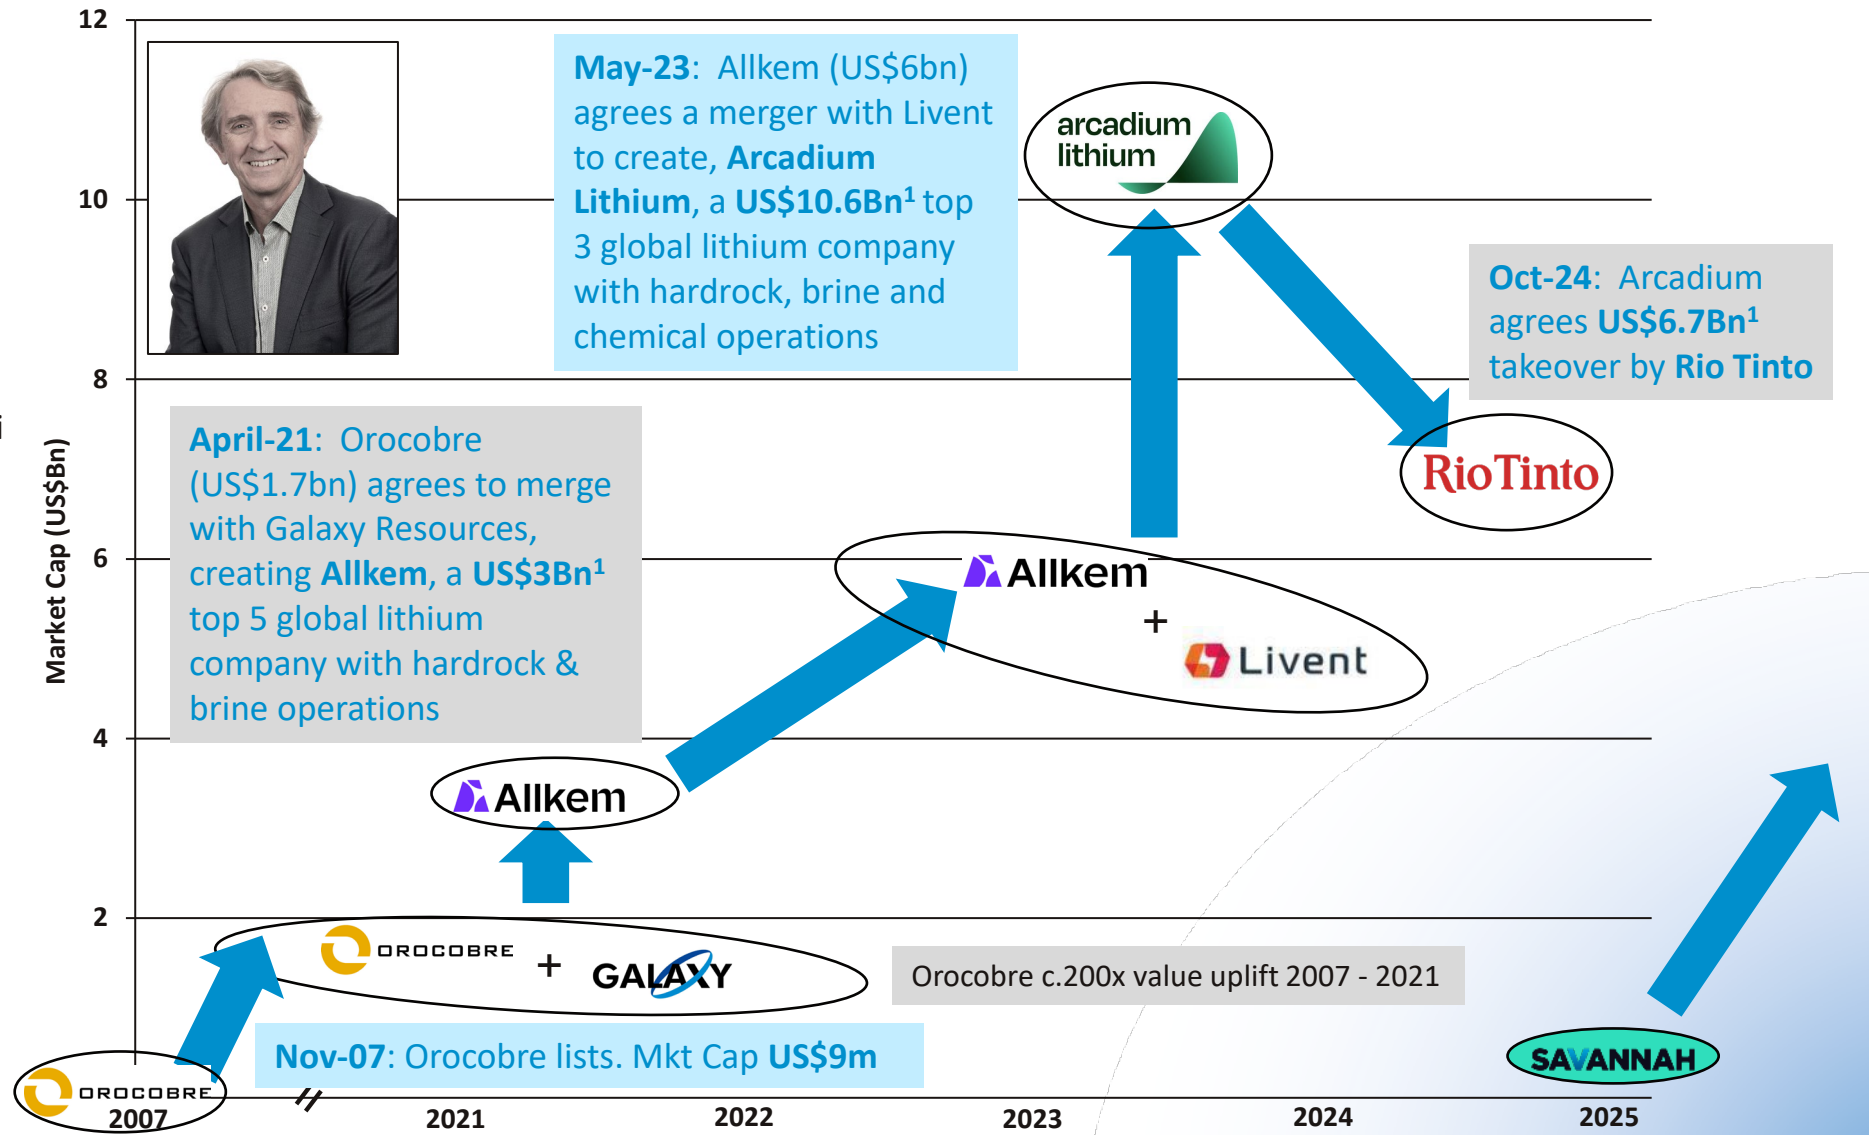 12
10
8
6
4
2
Market Cap (US$Bn)
i
May-23: Allkem (US$6bn)
agrees a merger with Livent
to create, Arcadium
Lithium, a US$10.6Bn¹ top
3 global lithium company
with hardrock, brine and
chemical operations
arcadium
lithium
Oct-24: Arcadium
agrees US$6.7Bn¹
takeover by Rio Tinto
RioTinto
April-21: Orocobre
(US$1.7bn) agrees to merge
with Galaxy Resources,
creating Allkem, a US$3Bn¹
top 5 global lithium
company with hardrock &
brine operations
Allkem
+
Livent
Allkem
OROCOBRE + GALAXY
Orocobre c.200x value uplift 2007 - 2021
Nov-07: Orocobre lists. Mkt Cap US$9m
SAVANNAH
OROCOBRE
2007 // 2021 2022 2023 2024 2025